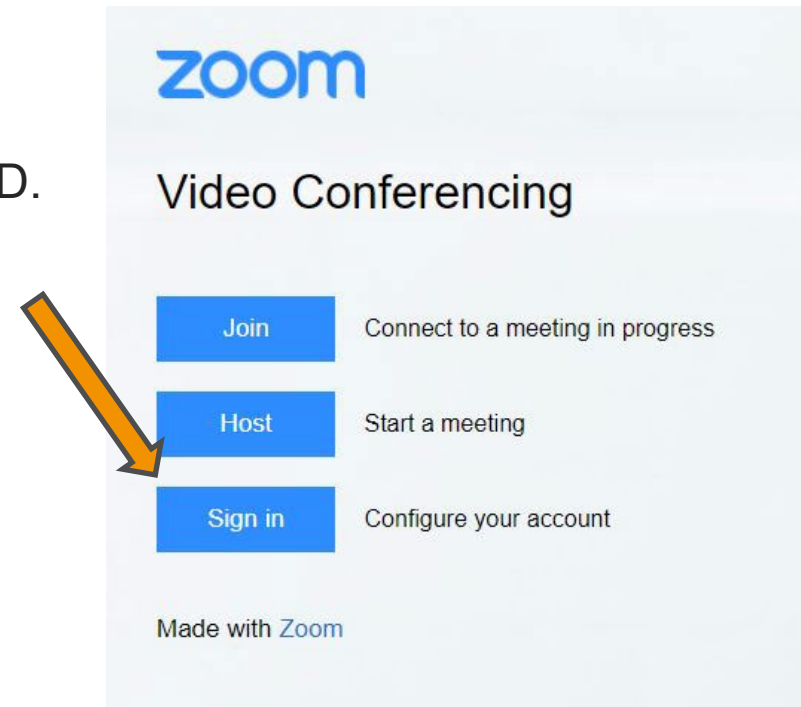 zoom
D.
Video Conferencing
Join Connect to a meeting in progress
Host Start a meeting
Sign in Configure your account
Made with Zoom